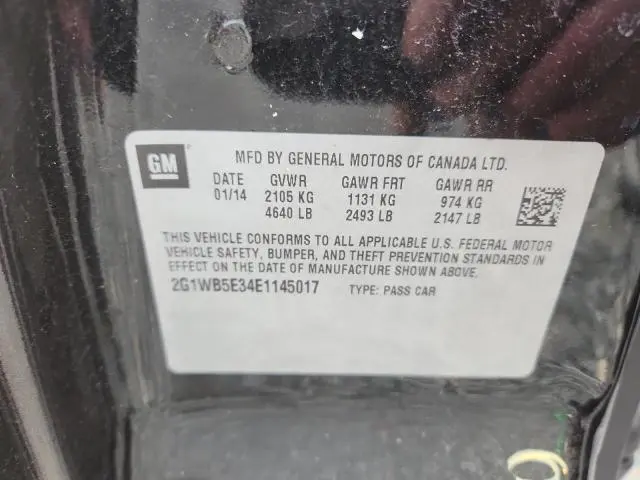 GM
MFD BY GENERAL MOTORS OF CANADA LTD.
DATE GVWR GAWR FRT GAWR RR
01/14 2105 KG 1131 KG 974 KG
4640 LB 2493 LB 2147 LB
THIS VEHICLE CONFORMS TO ALL APPLICABLE U.S. FEDERAL MOTOR
VEHICLE SAFETY, BUMPER, AND THEFT PREVENTION STANDARDS IN
EFFECT ON THE DATE OF MANUFACTURE SHOWN ABOVE.
2G1WB5E34E1145017 TYPE: PASS CAR